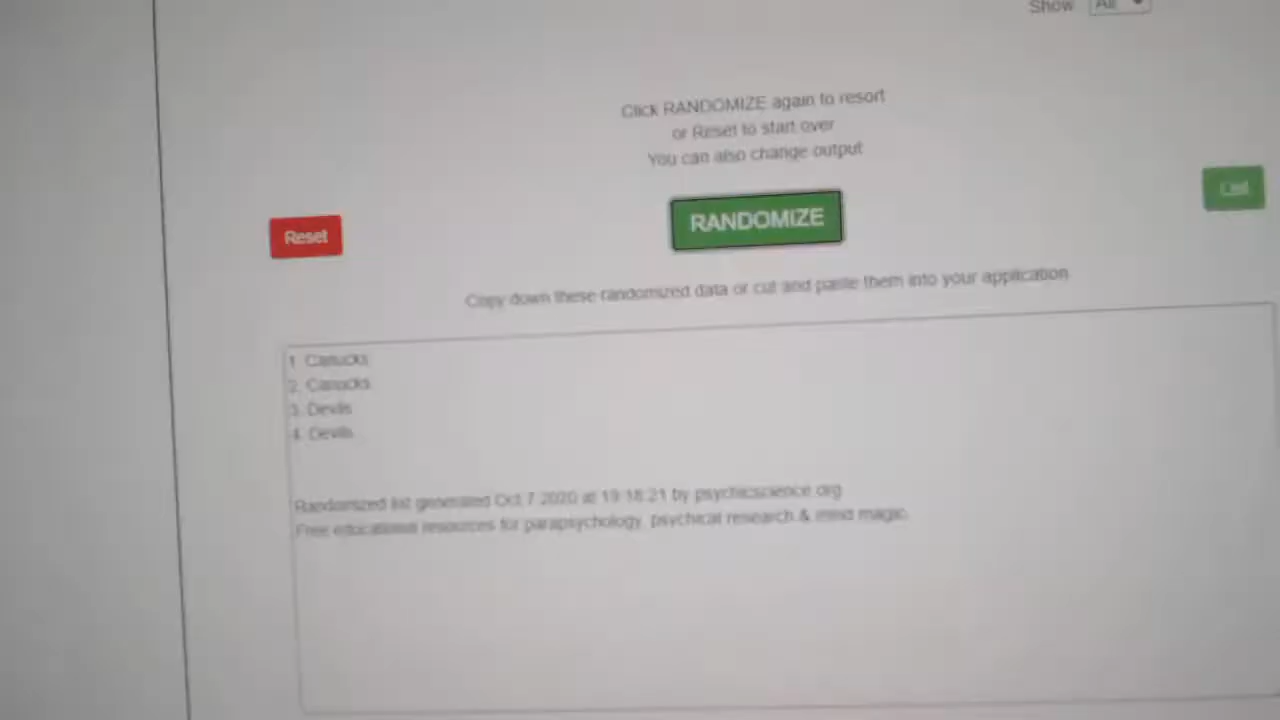 Show All
Click RANDOMIZE again to resort
or Reset to start over
You can also change output
Reset
RANDOMIZE
List
Copy down these randomized data or cut and paste them into your application
1. Canucks
2. Canucks
3. Devils
4. Devils
Randomized list generated Oct 7 2020 at 19:18:21 by psychicscience.org
Free educational resources for parapsychology, psychical research & mind magic.